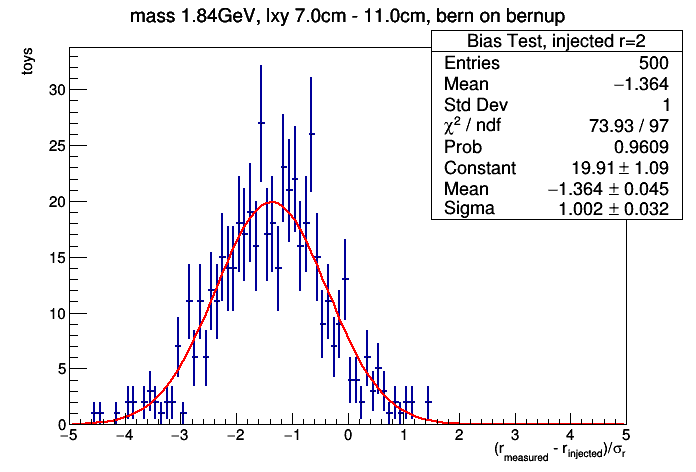 mass 1.84GeV, lxy 7.0cm - 11.0cm, bern on bernup
Bias Test, injected r=2
Entries 500
Mean −1.364
Std Dev 1
χ² / ndf 73.93 / 97
Prob 0.9609
Constant 19.91 ± 1.09
Mean −1.364 ± 0.045
Sigma 1.002 ± 0.032
toys
30
25
20
15
10
5
0
−5 −4 −3 −2 −1 0 1 2 3 4 5
(r_measured - r_injected)/σ_r